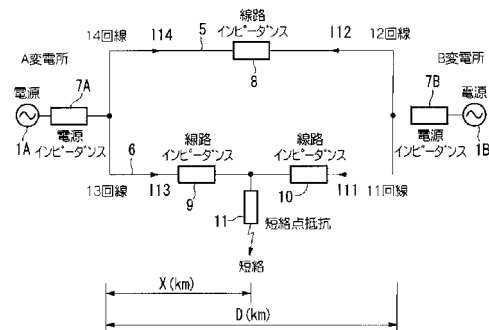 線路
インピーダンス
14回線
I14
5
I12
12回線
8
A変電所
B変電所
電源
7A
7B
電源
1A
電源
インピーダンス
電源
インピーダンス
1B
6
線路
インピーダンス
線路
インピーダンス
13回線
I13
9
10
I11
11回線
11
短絡点抵抗
短絡
X(km)
D(km)